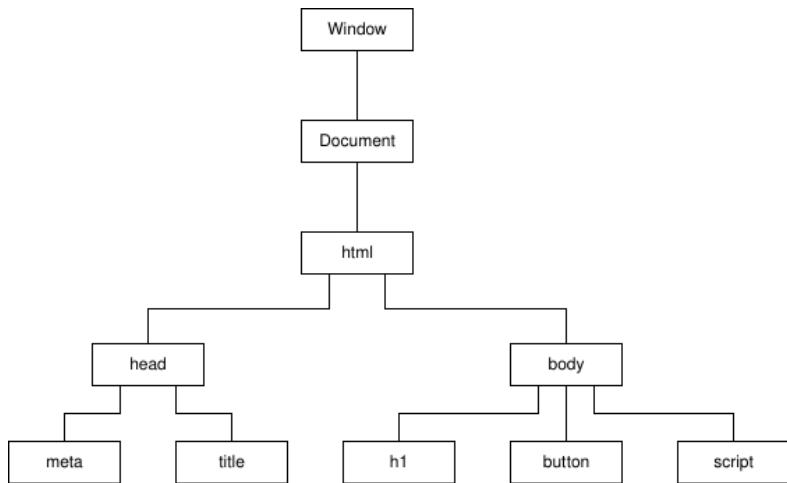 Window
Document
html
head
body
meta
title
h1
button
script